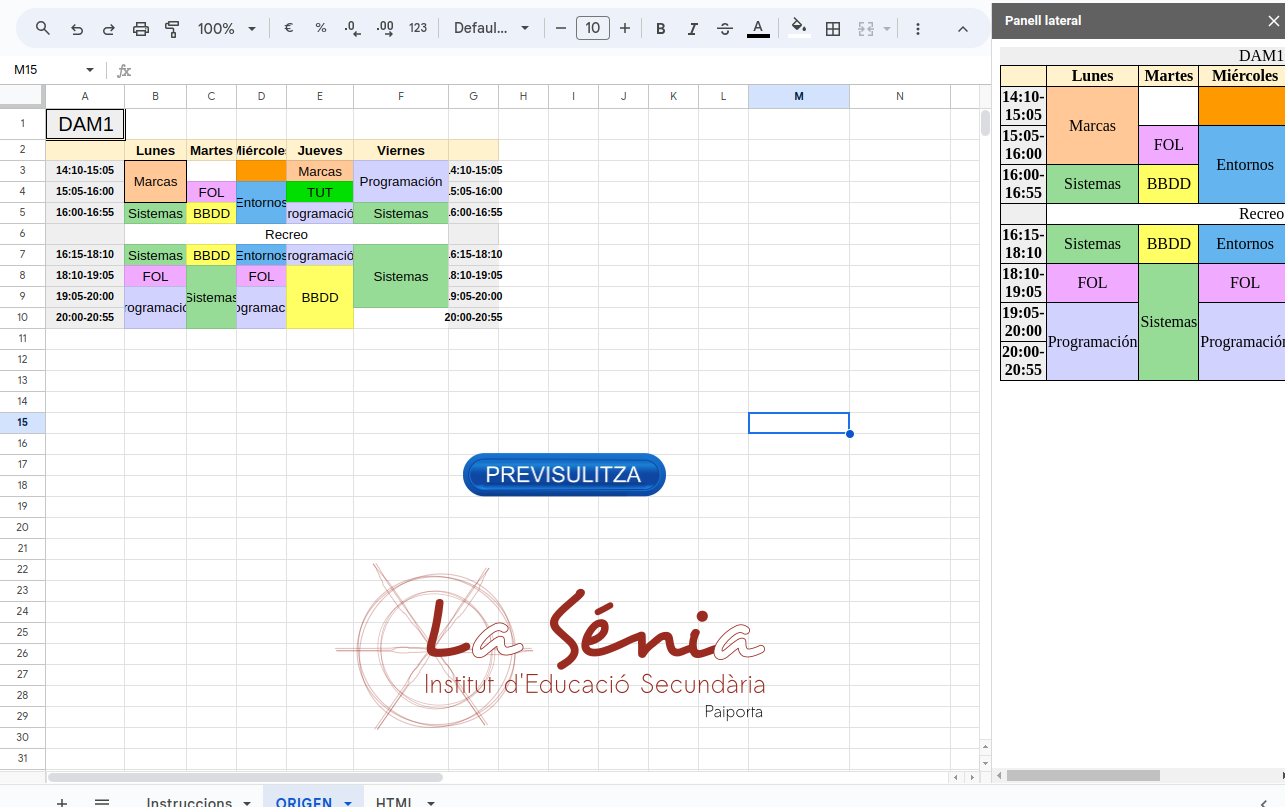 100% € % .0 .00 123 Defaul... 10 B I A
M15 fx
A B C D E F G H I J K L M N
1 DAM1
2 Lunes Martes Miércoles Jueves Viernes
3 14:10-15:05 Marcas Marcas Programación 14:10-15:05
4 15:05-16:00 FOL Entornos TUT 15:05-16:00
5 16:00-16:55 Sistemas BBDD rogramació Sistemas 16:00-16:55
6 Recreo
7 16:15-18:10 Sistemas BBDD Entornos rogramació Sistemas 16:15-18:10
8 18:10-19:05 FOL Sistemas FOL BBDD 18:10-19:05
9 19:05-20:00 rogramació ogramac 19:05-20:00
10 20:00-20:55 20:00-20:55
11
12
13
14
15
16
17
18
19
20
21
22
23
24
25
26
27
28
29
30
31
PREVISULITZA
La Sénia
Institut d'Educació Secundària
Paiporta
Instruccions ORIGEN HTML
Panell lateral
DAM1
Lunes Martes Miércoles
14:10-
15:05
Marcas
15:05-
16:00
FOL Entornos
16:00-
16:55
Sistemas BBDD
Recreo
16:15-
18:10
Sistemas BBDD Entornos
18:10-
19:05
FOL Sistemas FOL
19:05-
20:00
Programación Programación
20:00-
20:55